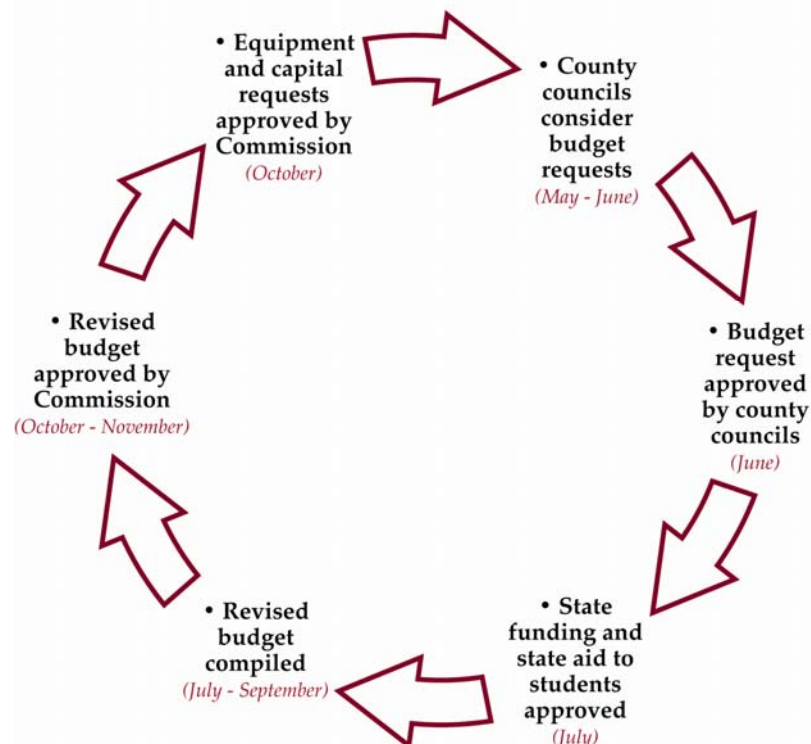 • Equipment
and capital
requests
approved by
Commission
(October)
• County
councils
consider
budget
requests
(May - June)
• Budget
request
approved
by county
councils
(June)
• State
funding and
state aid to
students
approved
(July)
• Revised
budget
compiled
(July - September)
• Revised
budget
approved by
Commission
(October - November)